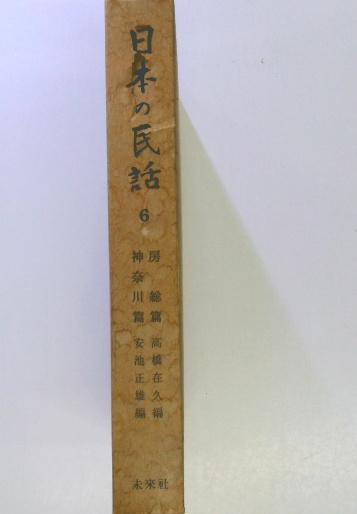 日本の民話
6
房総篇 高橋在久編
神奈川篇 安池正雄編
未来社